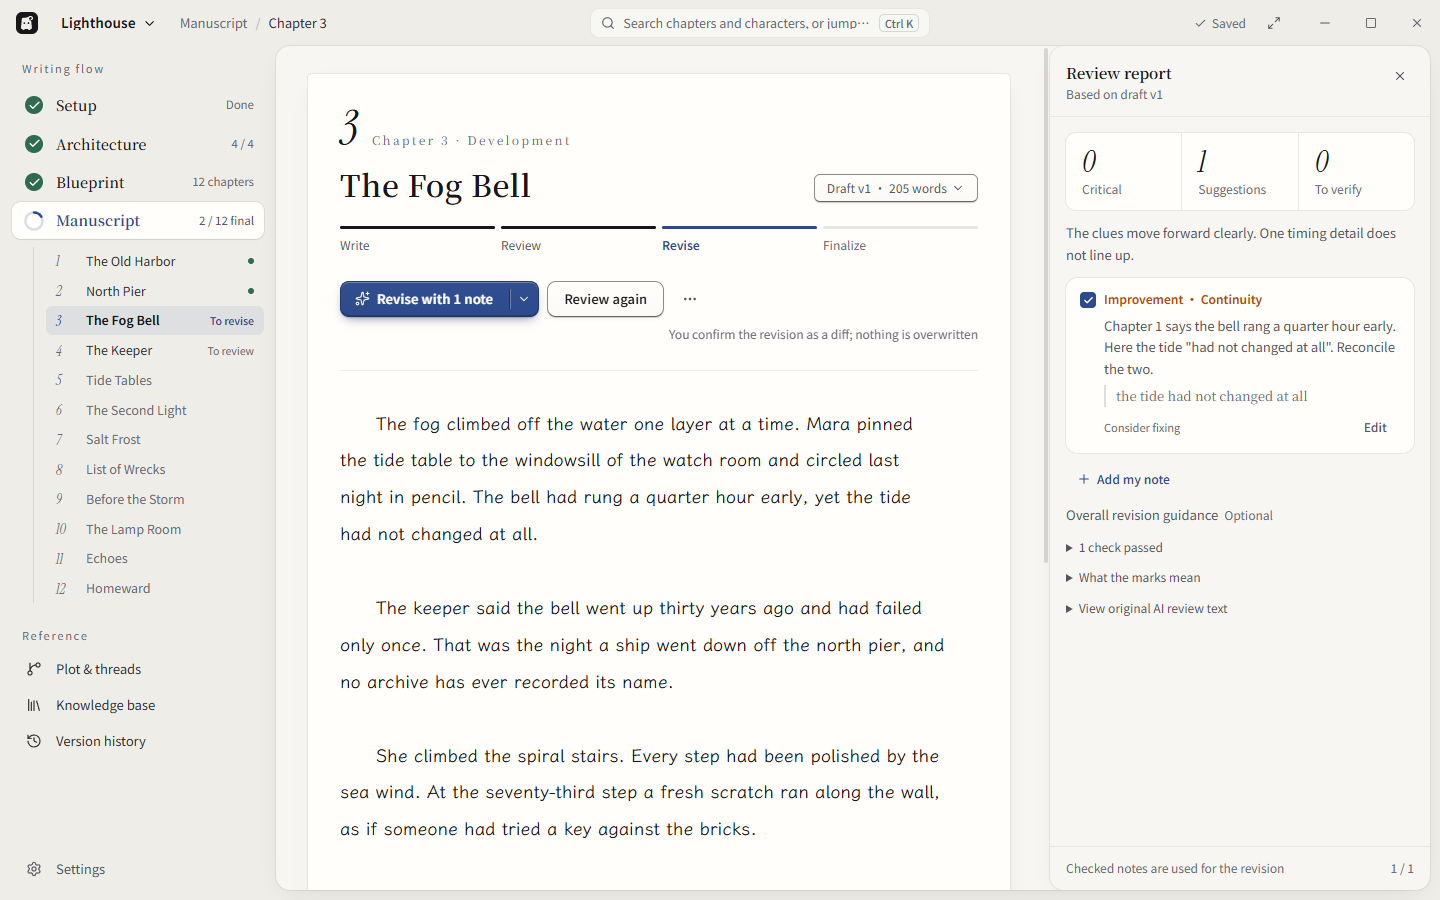 Lighthouse
Manuscript / Chapter 3
Search chapters and characters, or jump··· Ctrl K
Saved
Writing flow
Setup Done
Architecture 4 / 4
Blueprint 12 chapters
Manuscript 2 / 12 final
1 The Old Harbor
2 North Pier
3 The Fog Bell To revise
4 The Keeper To review
5 Tide Tables
6 The Second Light
7 Salt Frost
8 List of Wrecks
9 Before the Storm
10 The Lamp Room
11 Echoes
12 Homeward
Reference
Plot & threads
Knowledge base
Version history
Settings
3 Chapter 3 · Development
The Fog Bell
Draft v1 • 205 words
Write Review Revise Finalize
Revise with 1 note Review again ···
You confirm the revision as a diff; nothing is overwritten
The fog climbed off the water one layer at a time. Mara pinned
the tide table to the windowsill of the watch room and circled last
night in pencil. The bell had rung a quarter hour early, yet the tide
had not changed at all.
The keeper said the bell went up thirty years ago and had failed
only once. That was the night a ship went down off the north pier, and
no archive has ever recorded its name.
She climbed the spiral stairs. Every step had been polished by the
sea wind. At the seventy-third step a fresh scratch ran along the wall,
as if someone had tried a key against the bricks.
Review report
Based on draft v1
0 1 0
Critical Suggestions To verify
The clues move forward clearly. One timing detail does
not line up.
Improvement • Continuity
Chapter 1 says the bell rang a quarter hour early.
Here the tide "had not changed at all". Reconcile
the two.
the tide had not changed at all
Consider fixing Edit
+ Add my note
Overall revision guidance Optional
1 check passed
What the marks mean
View original AI review text
Checked notes are used for the revision 1 / 1